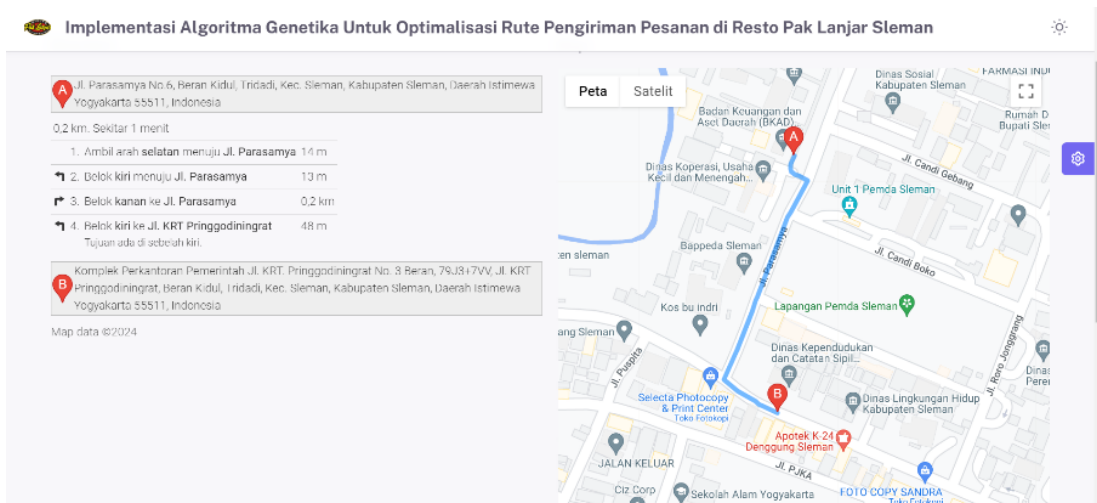 Implementasi Algoritma Genetika Untuk Optimalisasi Rute Pengiriman Pesanan di Resto Pak Lanjar Sleman
A
Jl. Parasamya No.6, Beran Kidul, Tridadi, Kec. Sleman, Kabupaten Sleman, Daerah Istimewa
Yogyakarta 55511, Indonesia
0,2 km. Sekitar 1 menit
1. Ambil arah selatan menuju Jl. Parasamya 14 m
2. Belok kiri menuju Jl. Parasamya 13 m
3. Belok kanan ke Jl. Parasamya 0,2 km
4. Belok kiri ke Jl. KRT Pringgodiningrat 48 m
Tujuan ada di sebelah kiri.
B
Komplek Perkantoran Pemerintah Jl. KRT. Pringgodiningrat No. 3 Beran, 79J3+7VV, Jl. KRT
Pringgodiningrat, Beran Kidul, Tridadi, Kec. Sleman, Kabupaten Sleman, Daerah Istimewa
Yogyakarta 55511, Indonesia
Map data ©2024
Peta
Satelit
Dinas Sosial
Kabupaten Sleman
FARMASI INDU
Rumah D
Bupati Sler
Badan Keuangan dan
Aset Daerah (BKAD)
A
Dinas Koperasi, Usaha
Kecil dan Menengah...
Jl. Candi Gebang
Unit 1 Pemda Sleman
en sleman
Bappeda Sleman
Jl. Parasamya
Jl. Candi Boko
Kos bu indri
Lapangan Pemda Sleman
ang Sleman
Jl. Puspita
Dinas Kependudukan
dan Catatan Sipil...
Jl. Roro Jonggrang
Dinas
Perer
B
Selecta Photocopy
& Print Center
Toko Fotokopi
Dinas Lingkungan Hidup
Kabupaten Sleman
Apotek K-24
Denggung Sleman
JALAN KELUAR
Jl. PJKA
Ciz Corp
Sekolah Alam Yogyakarta
FOTO COPY SANDRA
Toko Fotokopi